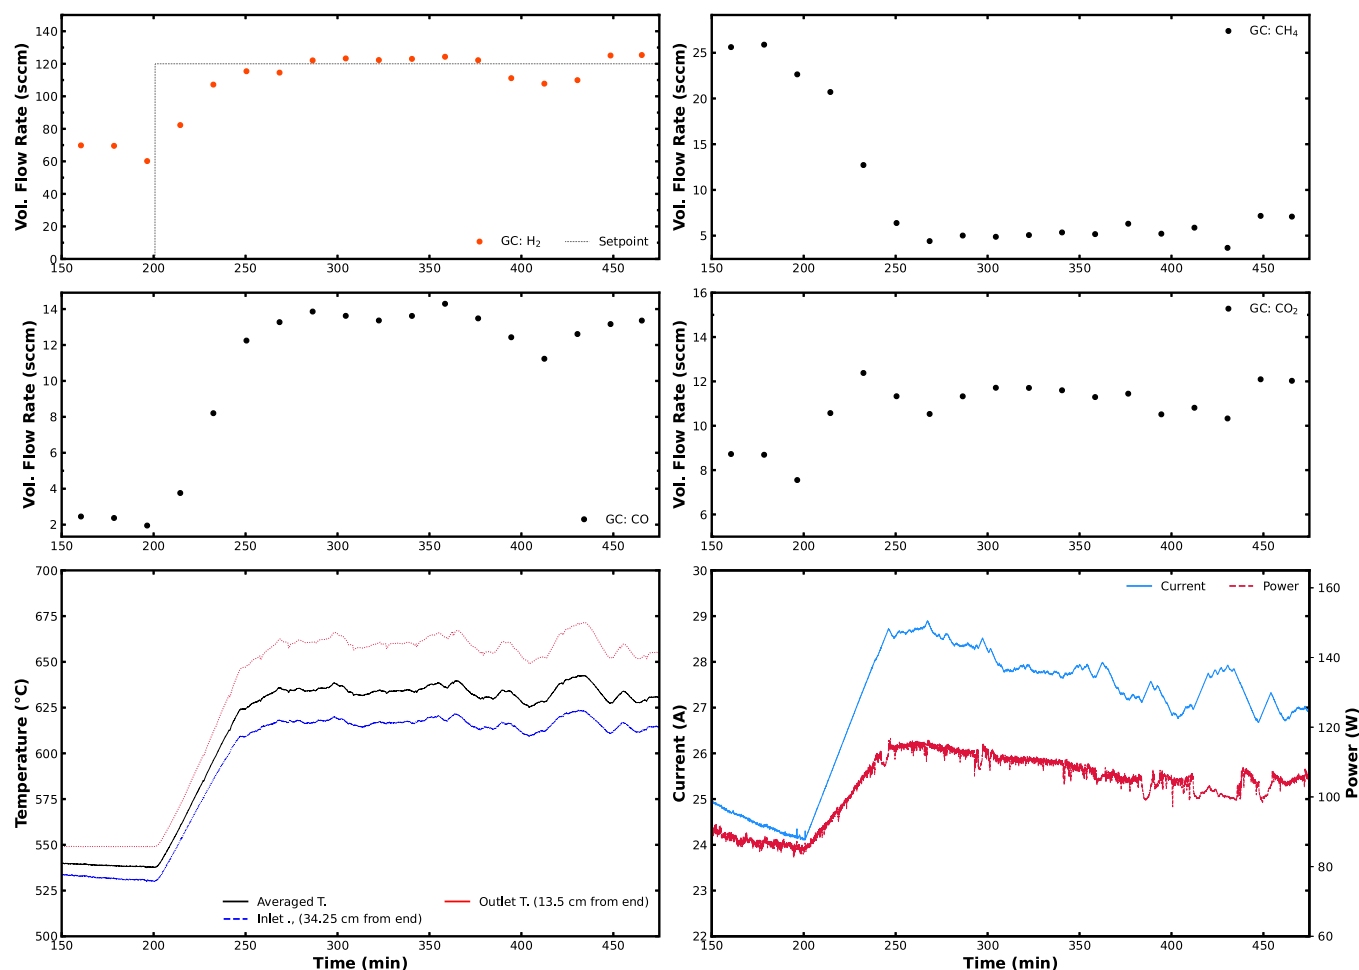 Vol. Flow Rate (sccm)
140
120
100
80
60
40
20
0
GC: H2
Setpoint
150 200 250 300 350 400 450
Vol. Flow Rate (sccm)
25
20
15
10
5
GC: CH4
150 200 250 300 350 400 450
Vol. Flow Rate (sccm)
14
12
10
8
6
4
2
GC: CO
150 200 250 300 350 400 450
Vol. Flow Rate (sccm)
16
14
12
10
8
6
GC: CO2
150 200 250 300 350 400 450
Temperature (°C)
700
675
650
625
600
575
550
525
500
Averaged T.
Inlet ., (34.25 cm from end)
Outlet T. (13.5 cm from end)
150 200 250 300 350 400 450
Time (min)
Current (A)
30
29
28
27
26
25
24
23
22
Current
Power
160
140
120
100
80
60
Power (W)
150 200 250 300 350 400 450
Time (min)